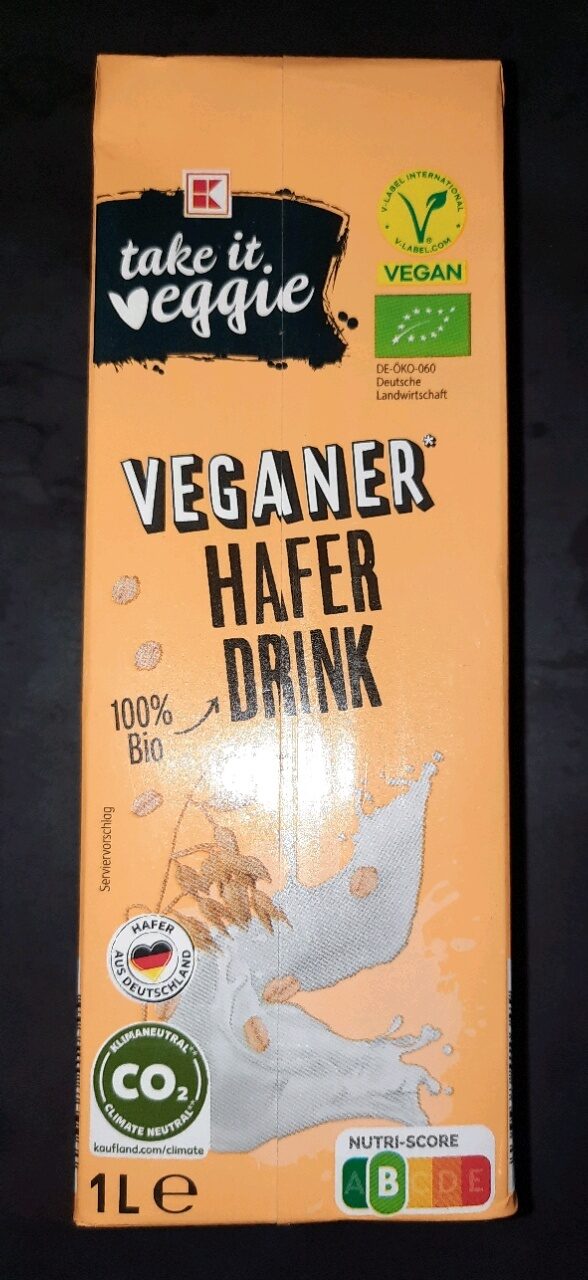 K
take it
veggie
V-LABEL INTERNATIONAL
V-LABEL.COM
VEGAN
DE-ÖKO-060
Deutsche
Landwirtschaft
VEGANER*
HAFER
DRINK
100%
Bio
Serviervorschlag
HAFER
AUS DEUTSCHLAND
KLIMANEUTRAL**
CO₂
CLIMATE NEUTRAL**
kaufland.com/climate
1L e
NUTRI-SCORE
A B C D E